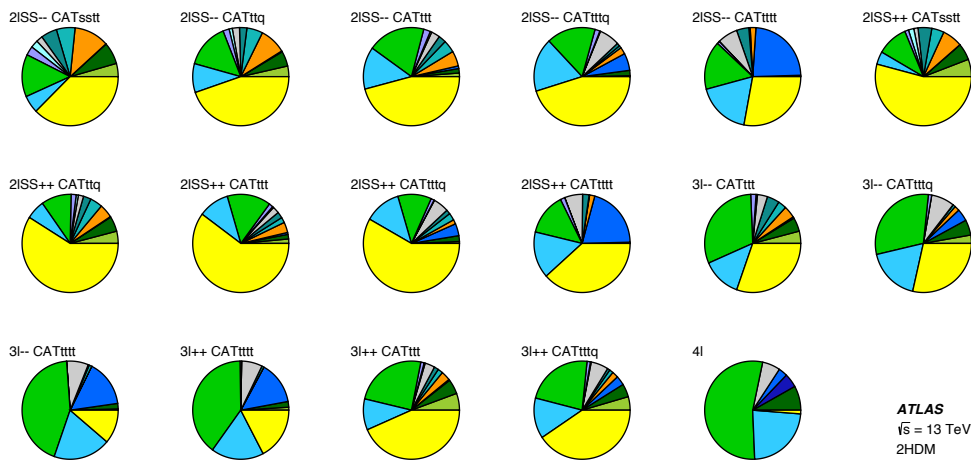 2lSS-- CATsstt
2lSS-- CATttq
2lSS-- CATttt
2lSS-- CATtttq
2lSS-- CATtttt
2lSS++ CATsstt
2lSS++ CATttq
2lSS++ CATttt
2lSS++ CATtttq
2lSS++ CATtttt
3l-- CATttt
3l-- CATtttq
3l-- CATtttt
3l++ CATtttt
3l++ CATttt
3l++ CATtttq
4l
ATLAS
√s = 13 TeV
2HDM